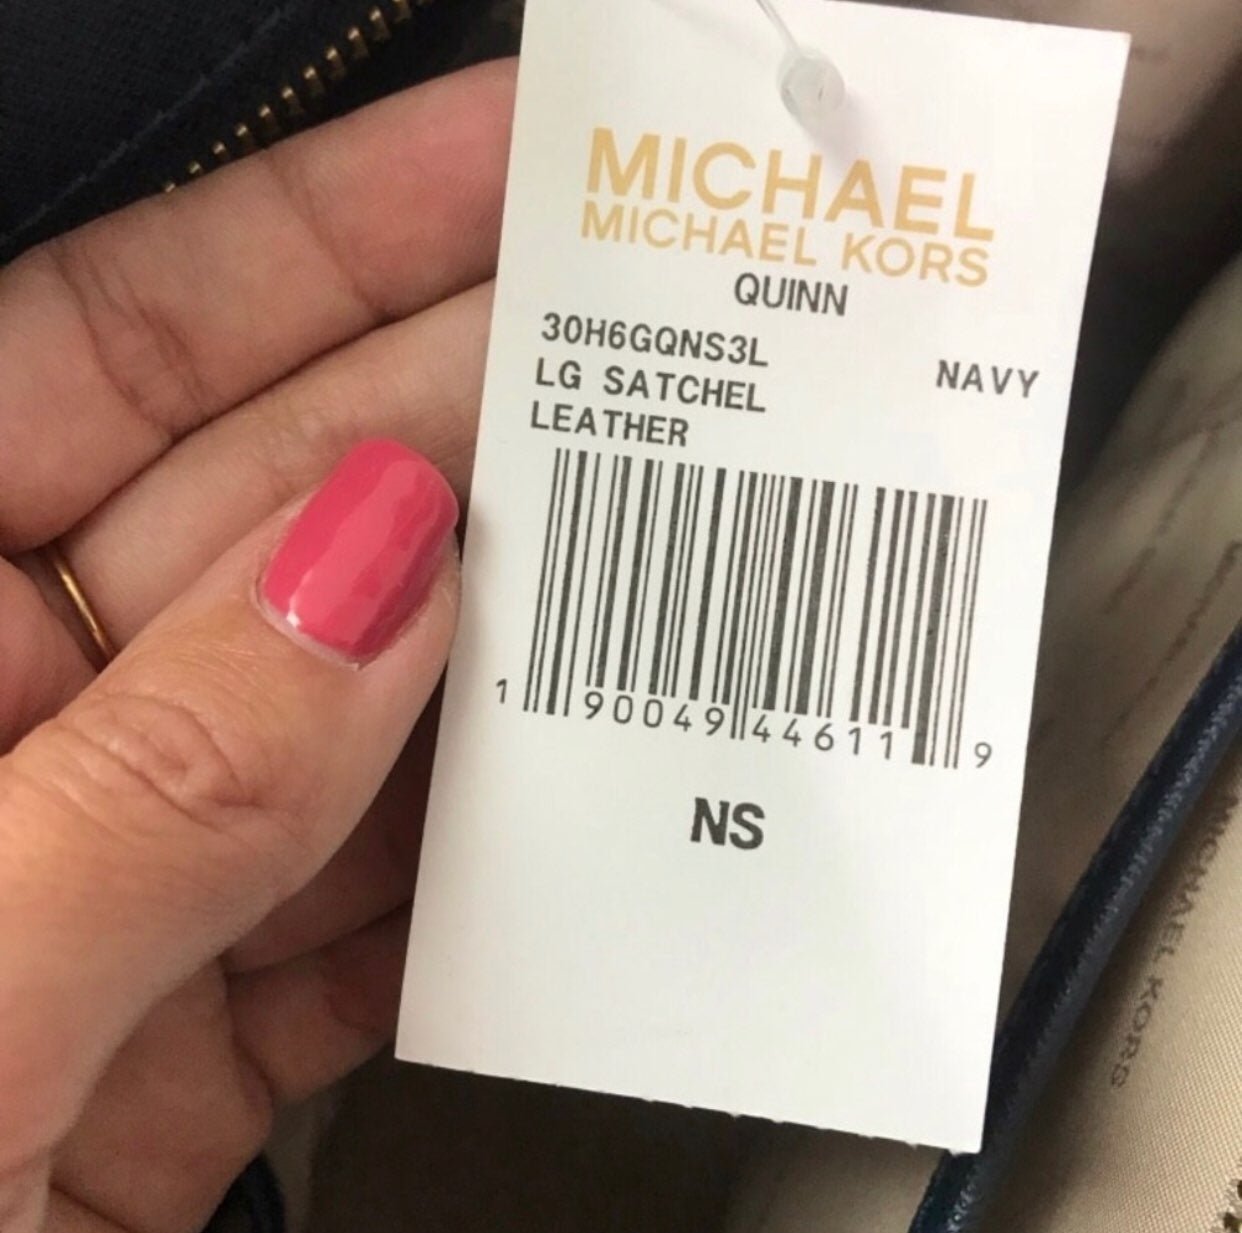 MICHAEL
MICHAEL KORS
QUINN
30H6GQNS3L
NAVY
LG SATCHEL
LEATHER
1 90049 44611 9
NS
MICHAEL KORS